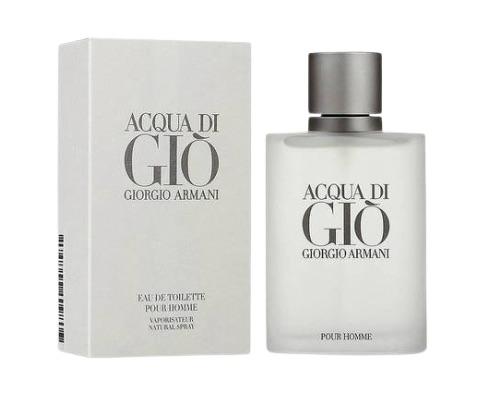 ACQUA DI
GIÒ
GIORGIO ARMANI
EAU DE TOILETTE
POUR HOMME
VAPORISATEUR
NATURAL SPRAY
ACQUA DI
GIÒ
GIORGIO ARMANI
POUR HOMME